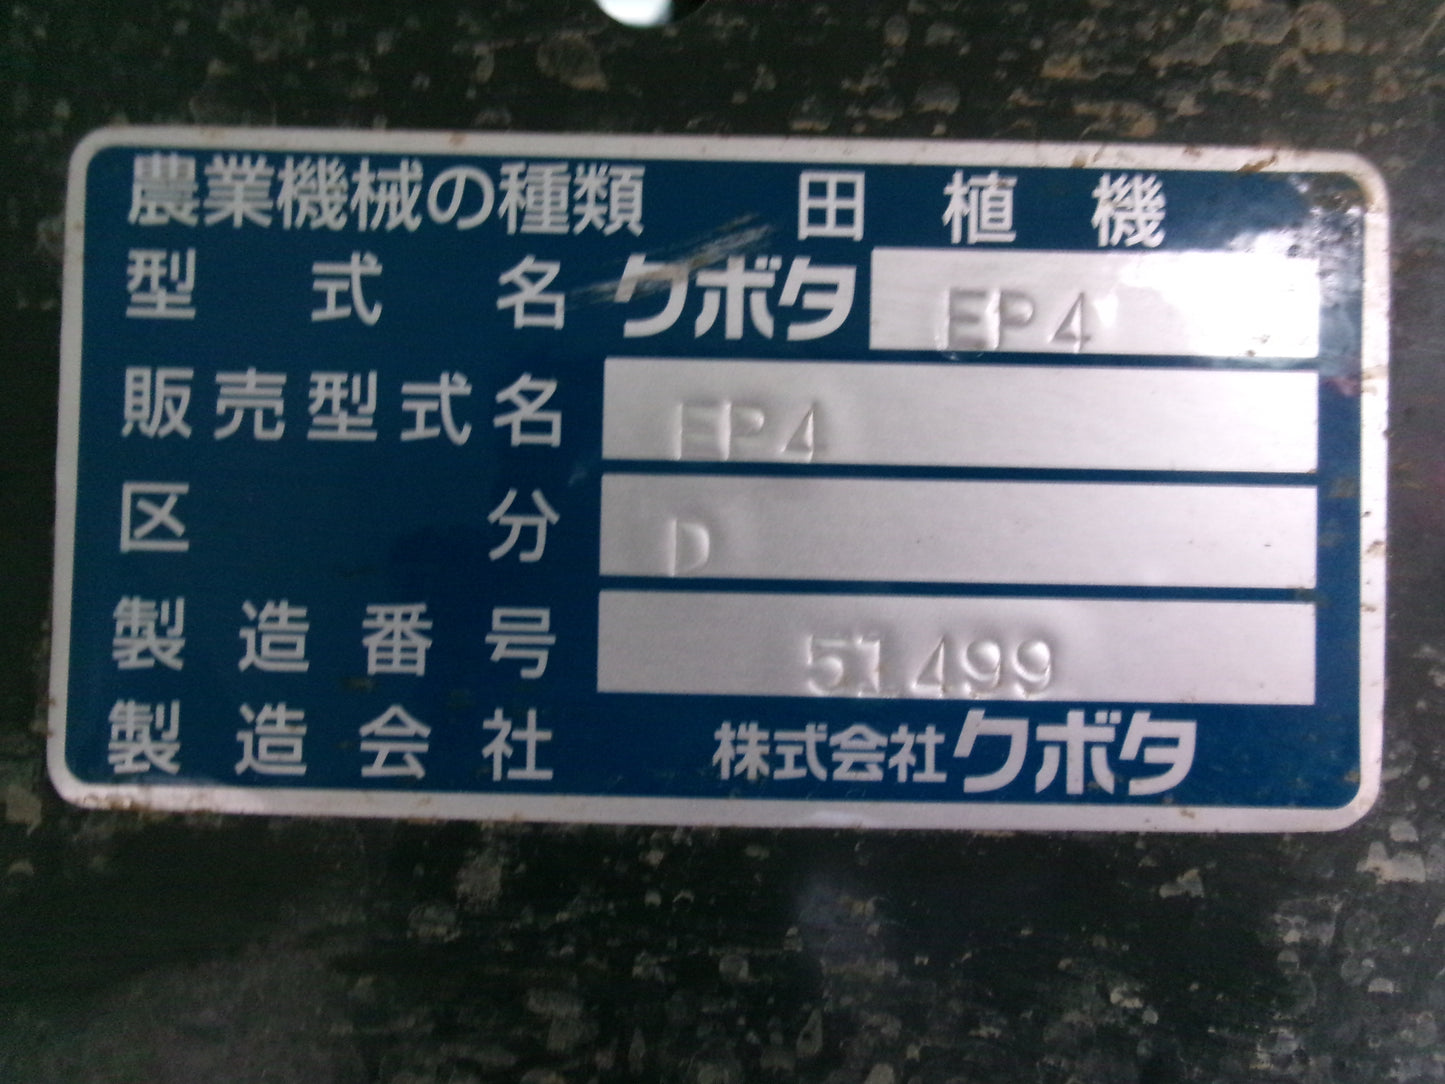 農業機械の種類 田植機
型式名 クボタ EP4
販売型式名 EP4
区分 D
製造番号 51499
製造会社 株式会社クボタ